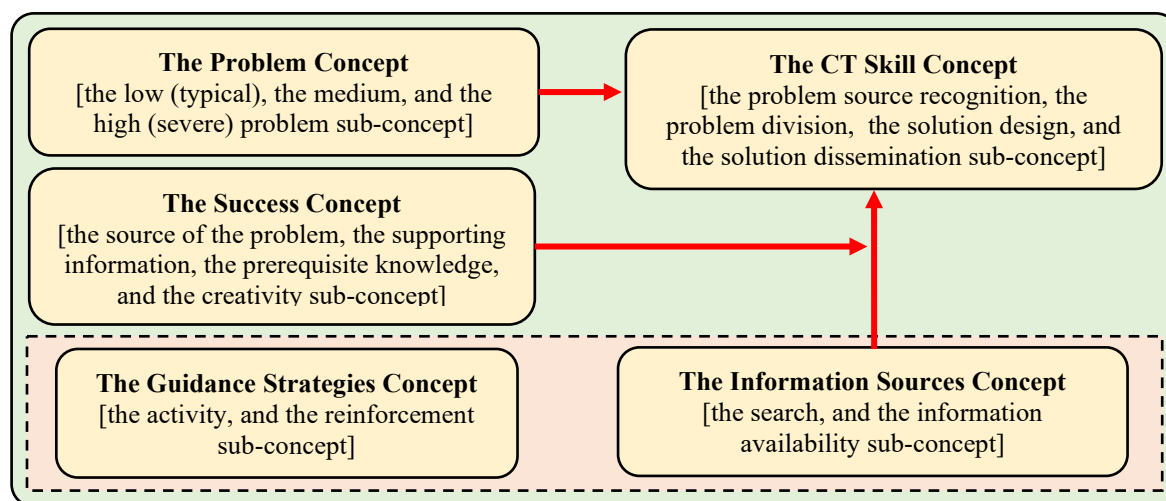 The Problem Concept
[the low (typical), the medium, and the
high (severe) problem sub-concept]
The CT Skill Concept
[the problem source recognition, the
problem division, the solution design, and
the solution dissemination sub-concept]
The Success Concept
[the source of the problem, the supporting
information, the prerequisite knowledge,
and the creativity sub-concept]
The Guidance Strategies Concept
[the activity, and the reinforcement
sub-concept]
The Information Sources Concept
[the search, and the information
availability sub-concept]